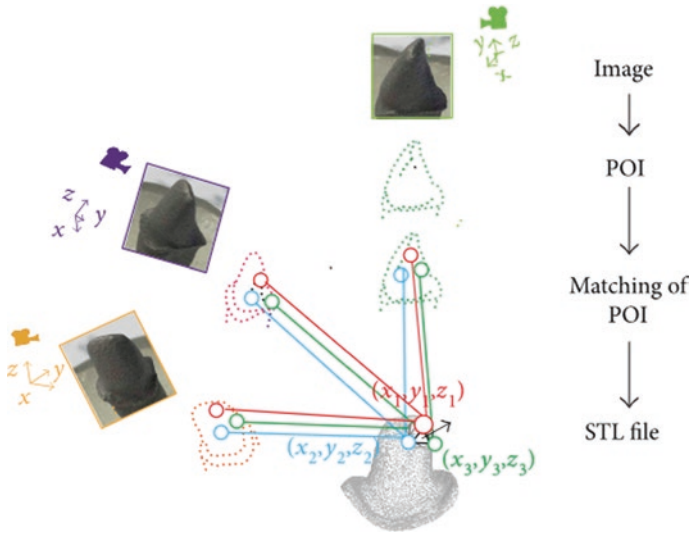 y z
Image
z
y
x
POI
Matching of
POI
z y
x
(x₁,y₁,z₁)
(x₂,y₂,z₂)
(x₃,y₃,z₃)
STL file